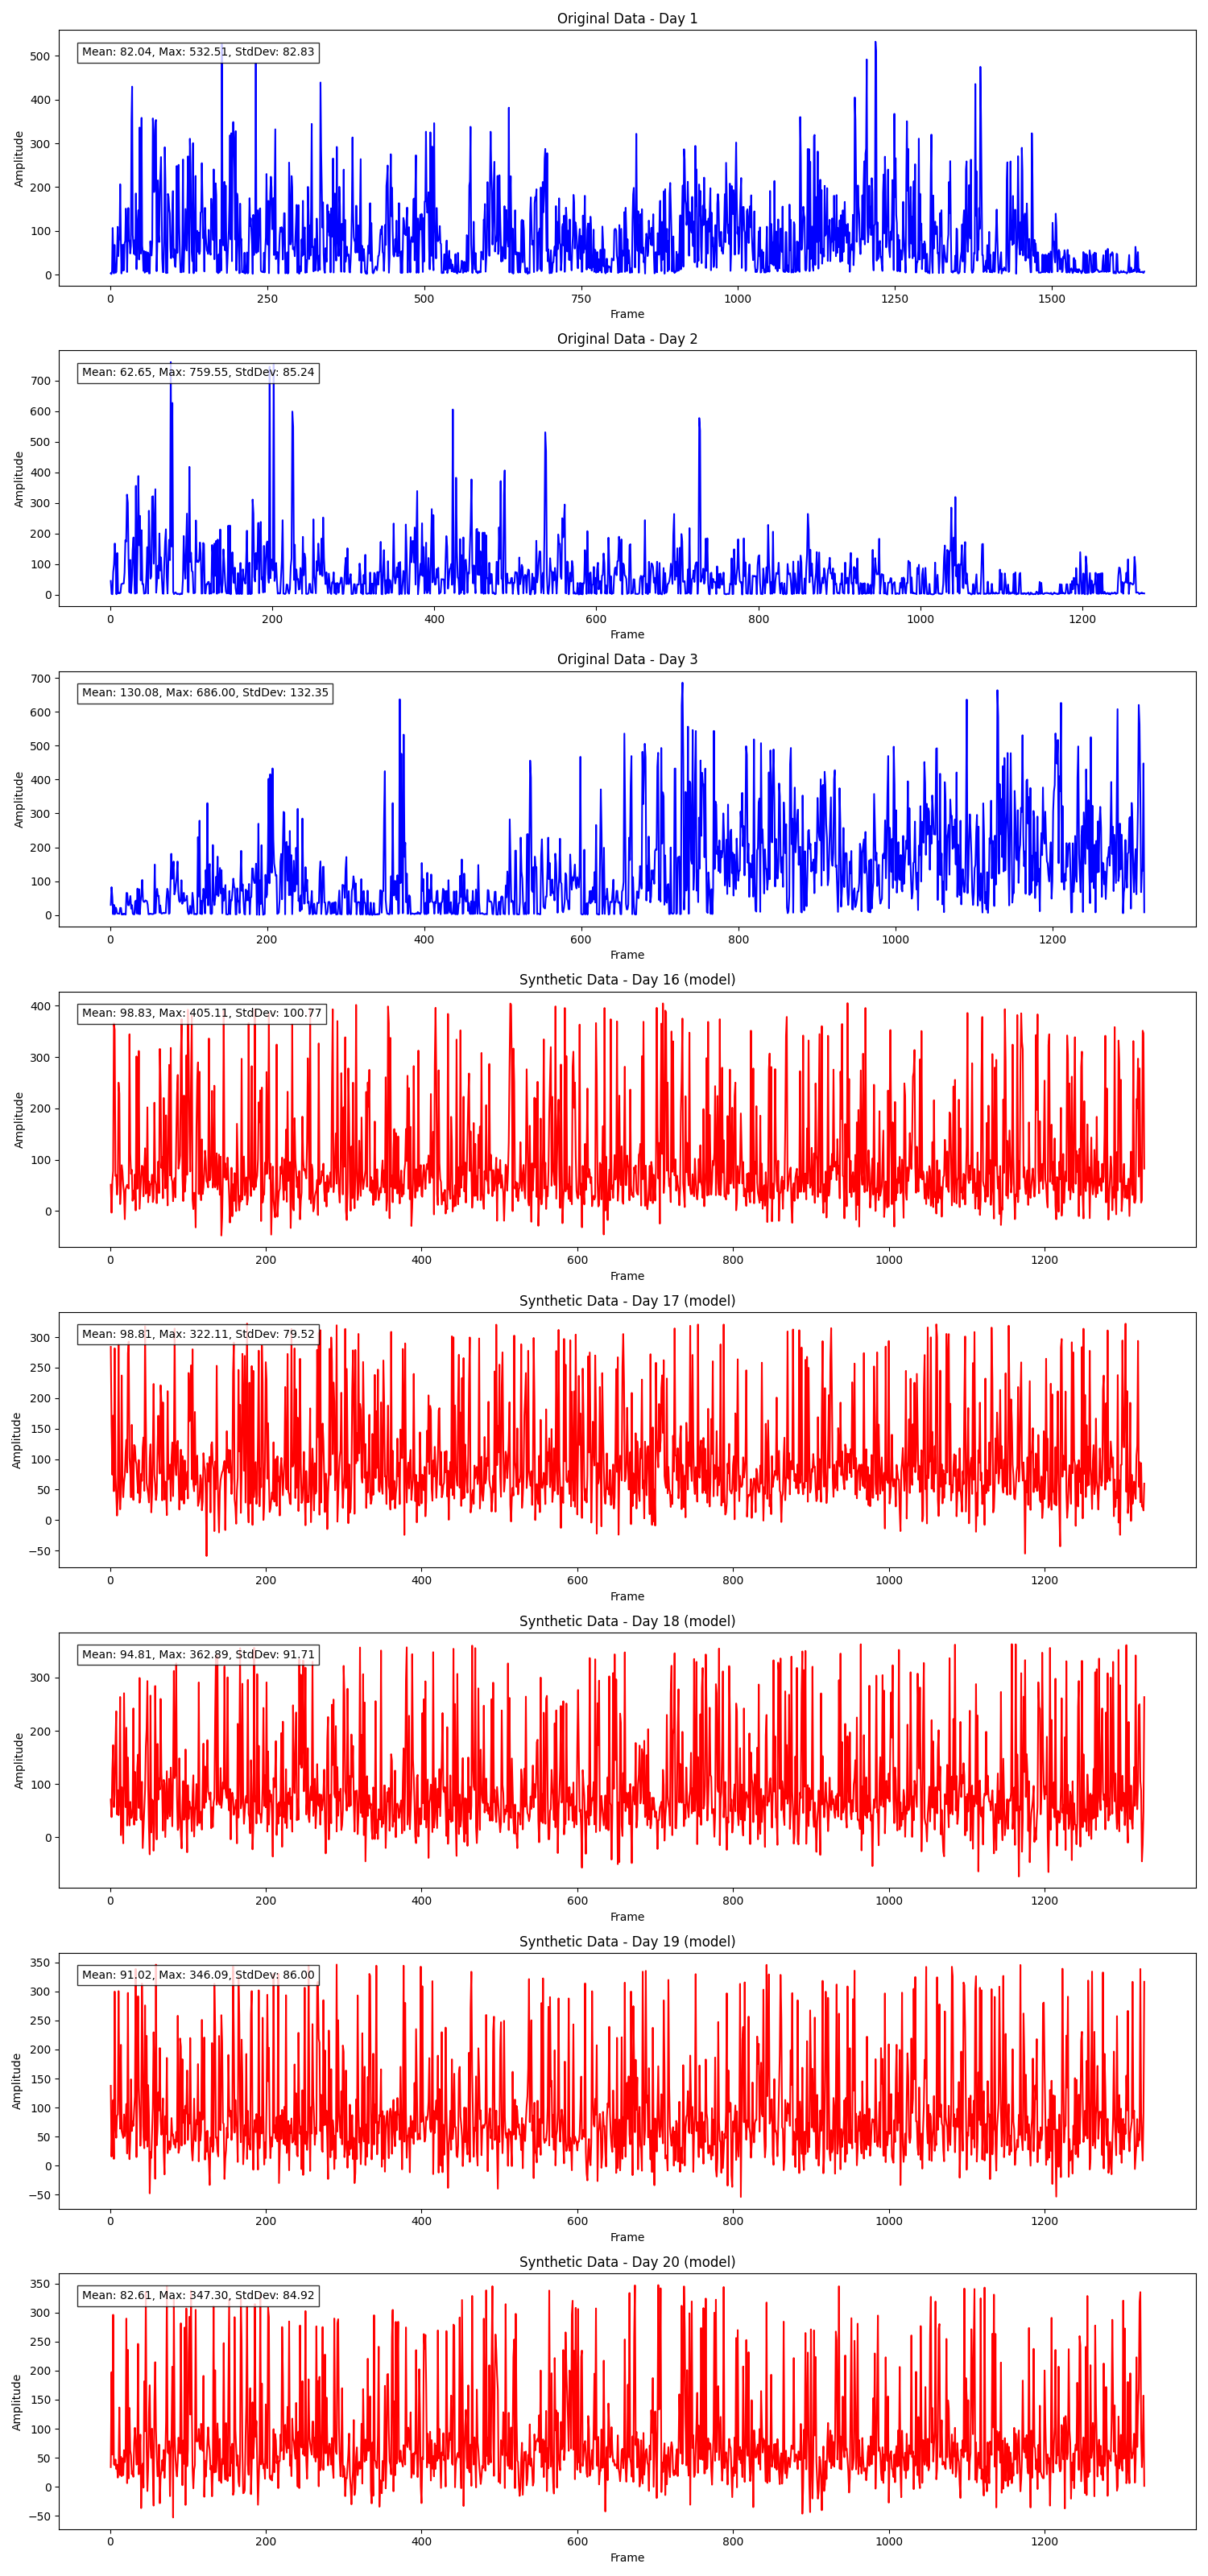 Original Data - Day 1
Mean: 82.04, Max: 532.51, StdDev: 82.83
Amplitude
500
400
300
200
100
0
0 250 500 750 1000 1250 1500
Frame
Original Data - Day 2
Mean: 62.65, Max: 759.55, StdDev: 85.24
Amplitude
700
600
500
400
300
200
100
0
0 200 400 600 800 1000 1200
Frame
Original Data - Day 3
Mean: 130.08, Max: 686.00, StdDev: 132.35
Amplitude
700
600
500
400
300
200
100
0
0 200 400 600 800 1000 1200
Frame
Synthetic Data - Day 16 (model)
Mean: 98.83, Max: 405.11, StdDev: 100.77
Amplitude
400
300
200
100
0
0 200 400 600 800 1000 1200
Frame
Synthetic Data - Day 17 (model)
Mean: 98.81, Max: 322.11, StdDev: 79.52
Amplitude
300
250
200
150
100
50
0
−50
0 200 400 600 800 1000 1200
Frame
Synthetic Data - Day 18 (model)
Mean: 94.81, Max: 362.89, StdDev: 91.71
Amplitude
300
200
100
0
0 200 400 600 800 1000 1200
Frame
Synthetic Data - Day 19 (model)
Mean: 91.02, Max: 346.09, StdDev: 86.00
Amplitude
350
300
250
200
150
100
50
0
−50
0 200 400 600 800 1000 1200
Frame
Synthetic Data - Day 20 (model)
Mean: 82.61, Max: 347.30, StdDev: 84.92
Amplitude
350
300
250
200
150
100
50
0
−50
0 200 400 600 800 1000 1200
Frame